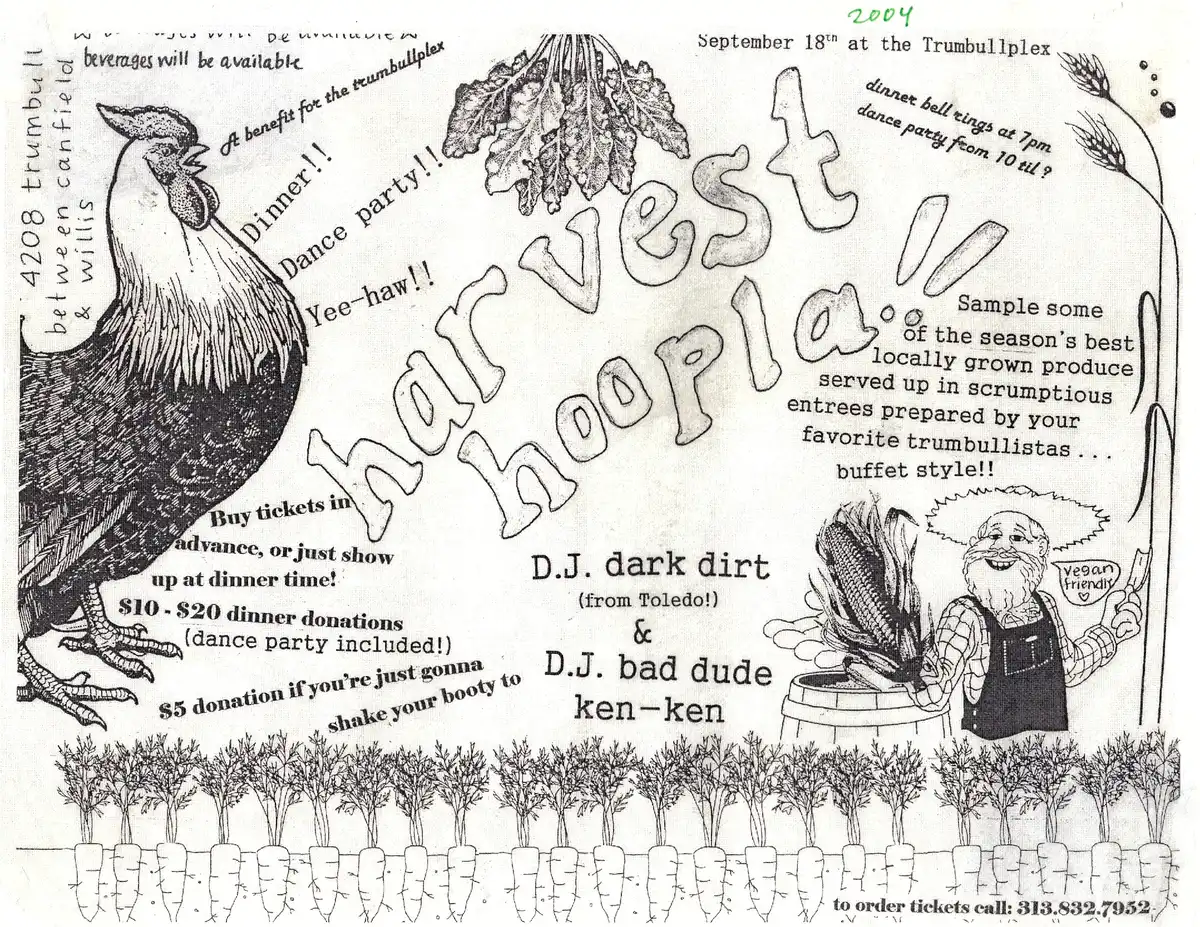 2004
September 18th at the Trumbullplex
beverages will be available
beverages will be available
4208 trumbull
between canfield
& willis
A benefit for the trumbullplex
Dinner!!
Dance party!!
Yee-haw!!
dinner bell rings at 7pm
dance party from 10 til ?
harvest
hoopla!!
Sample some
of the season's best
locally grown produce
served up in scrumptious
entrees prepared by your
favorite trumbullistas . . .
buffet style!!
vegan
friendly
Buy tickets in
advance, or just show
up at dinner time!
$10 - $20 dinner donations
(dance party included!)
$5 donation if you're just gonna
shake your booty to
D.J. dark dirt
(from Toledo!)
&
D.J. bad dude
ken-ken
to order tickets call: 313.832.7952